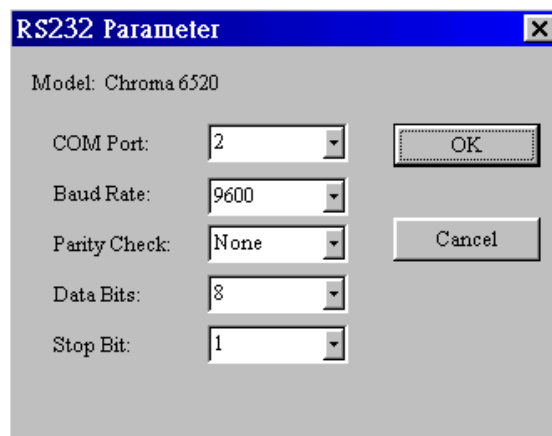 RS232 Parameter
Model: Chroma 6520
COM Port: 2
OK
Baud Rate: 9600
Parity Check: None
Cancel
Data Bits: 8
Stop Bit: 1